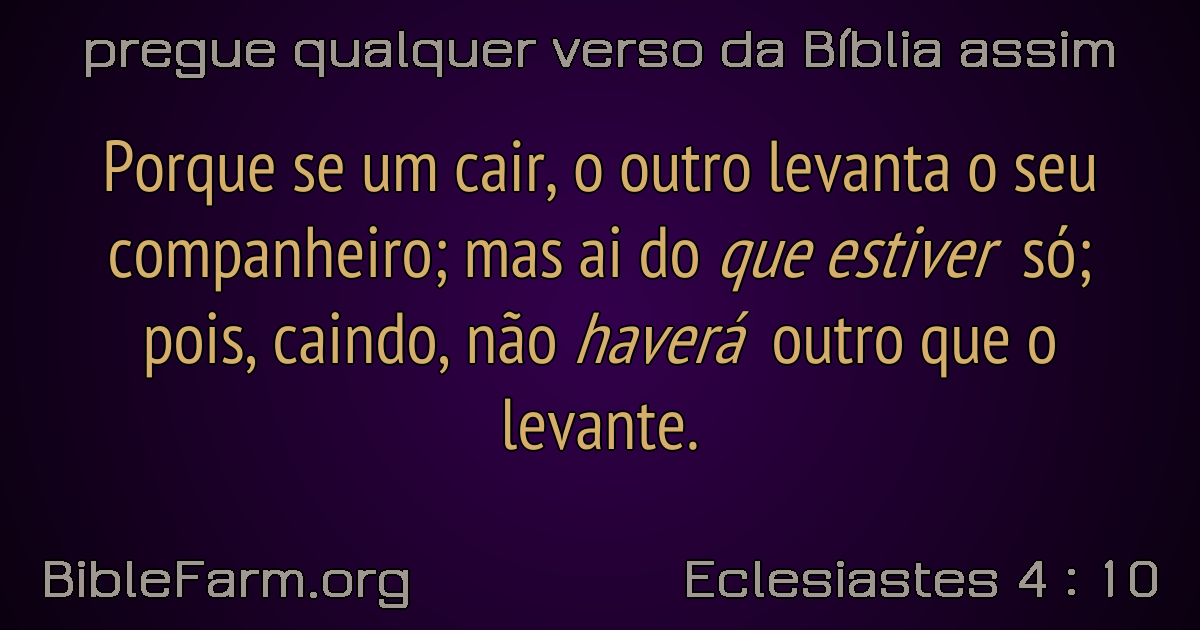 pregue qualquer verso da Bíblia assim
Porque se um cair, o outro levanta o seu
companheiro; mas ai do que estiver só;
pois, caindo, não haverá outro que o
levante.
BibleFarm.org
Eclesiastes 4 : 10